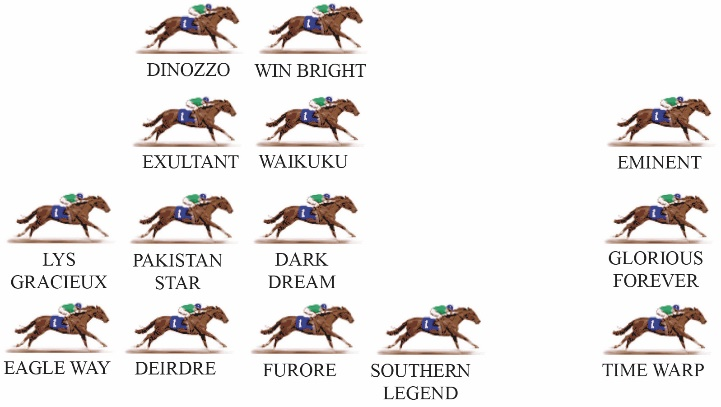 DINOZZO WIN BRIGHT
EXULTANT WAIKUKU EMINENT
LYS GRACIEUX
PAKISTAN STAR
DARK DREAM
GLORIOUS FOREVER
EAGLE WAY DEIRDRE FURORE SOUTHERN LEGEND TIME WARP